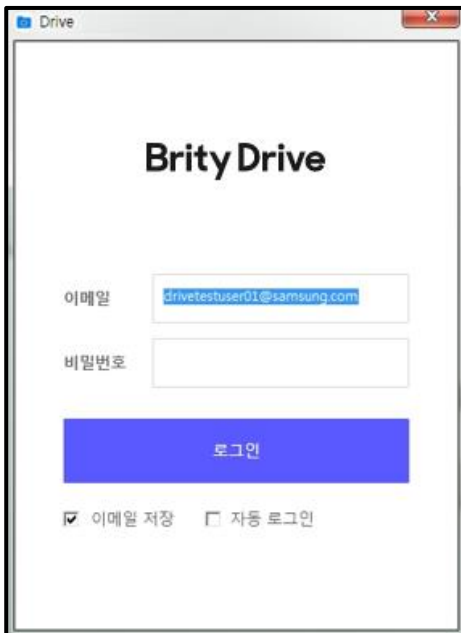 Drive
Brity Drive
이메일 drivetestuser01@samsung.com
비밀번호
로그인
이메일 저장 자동 로그인